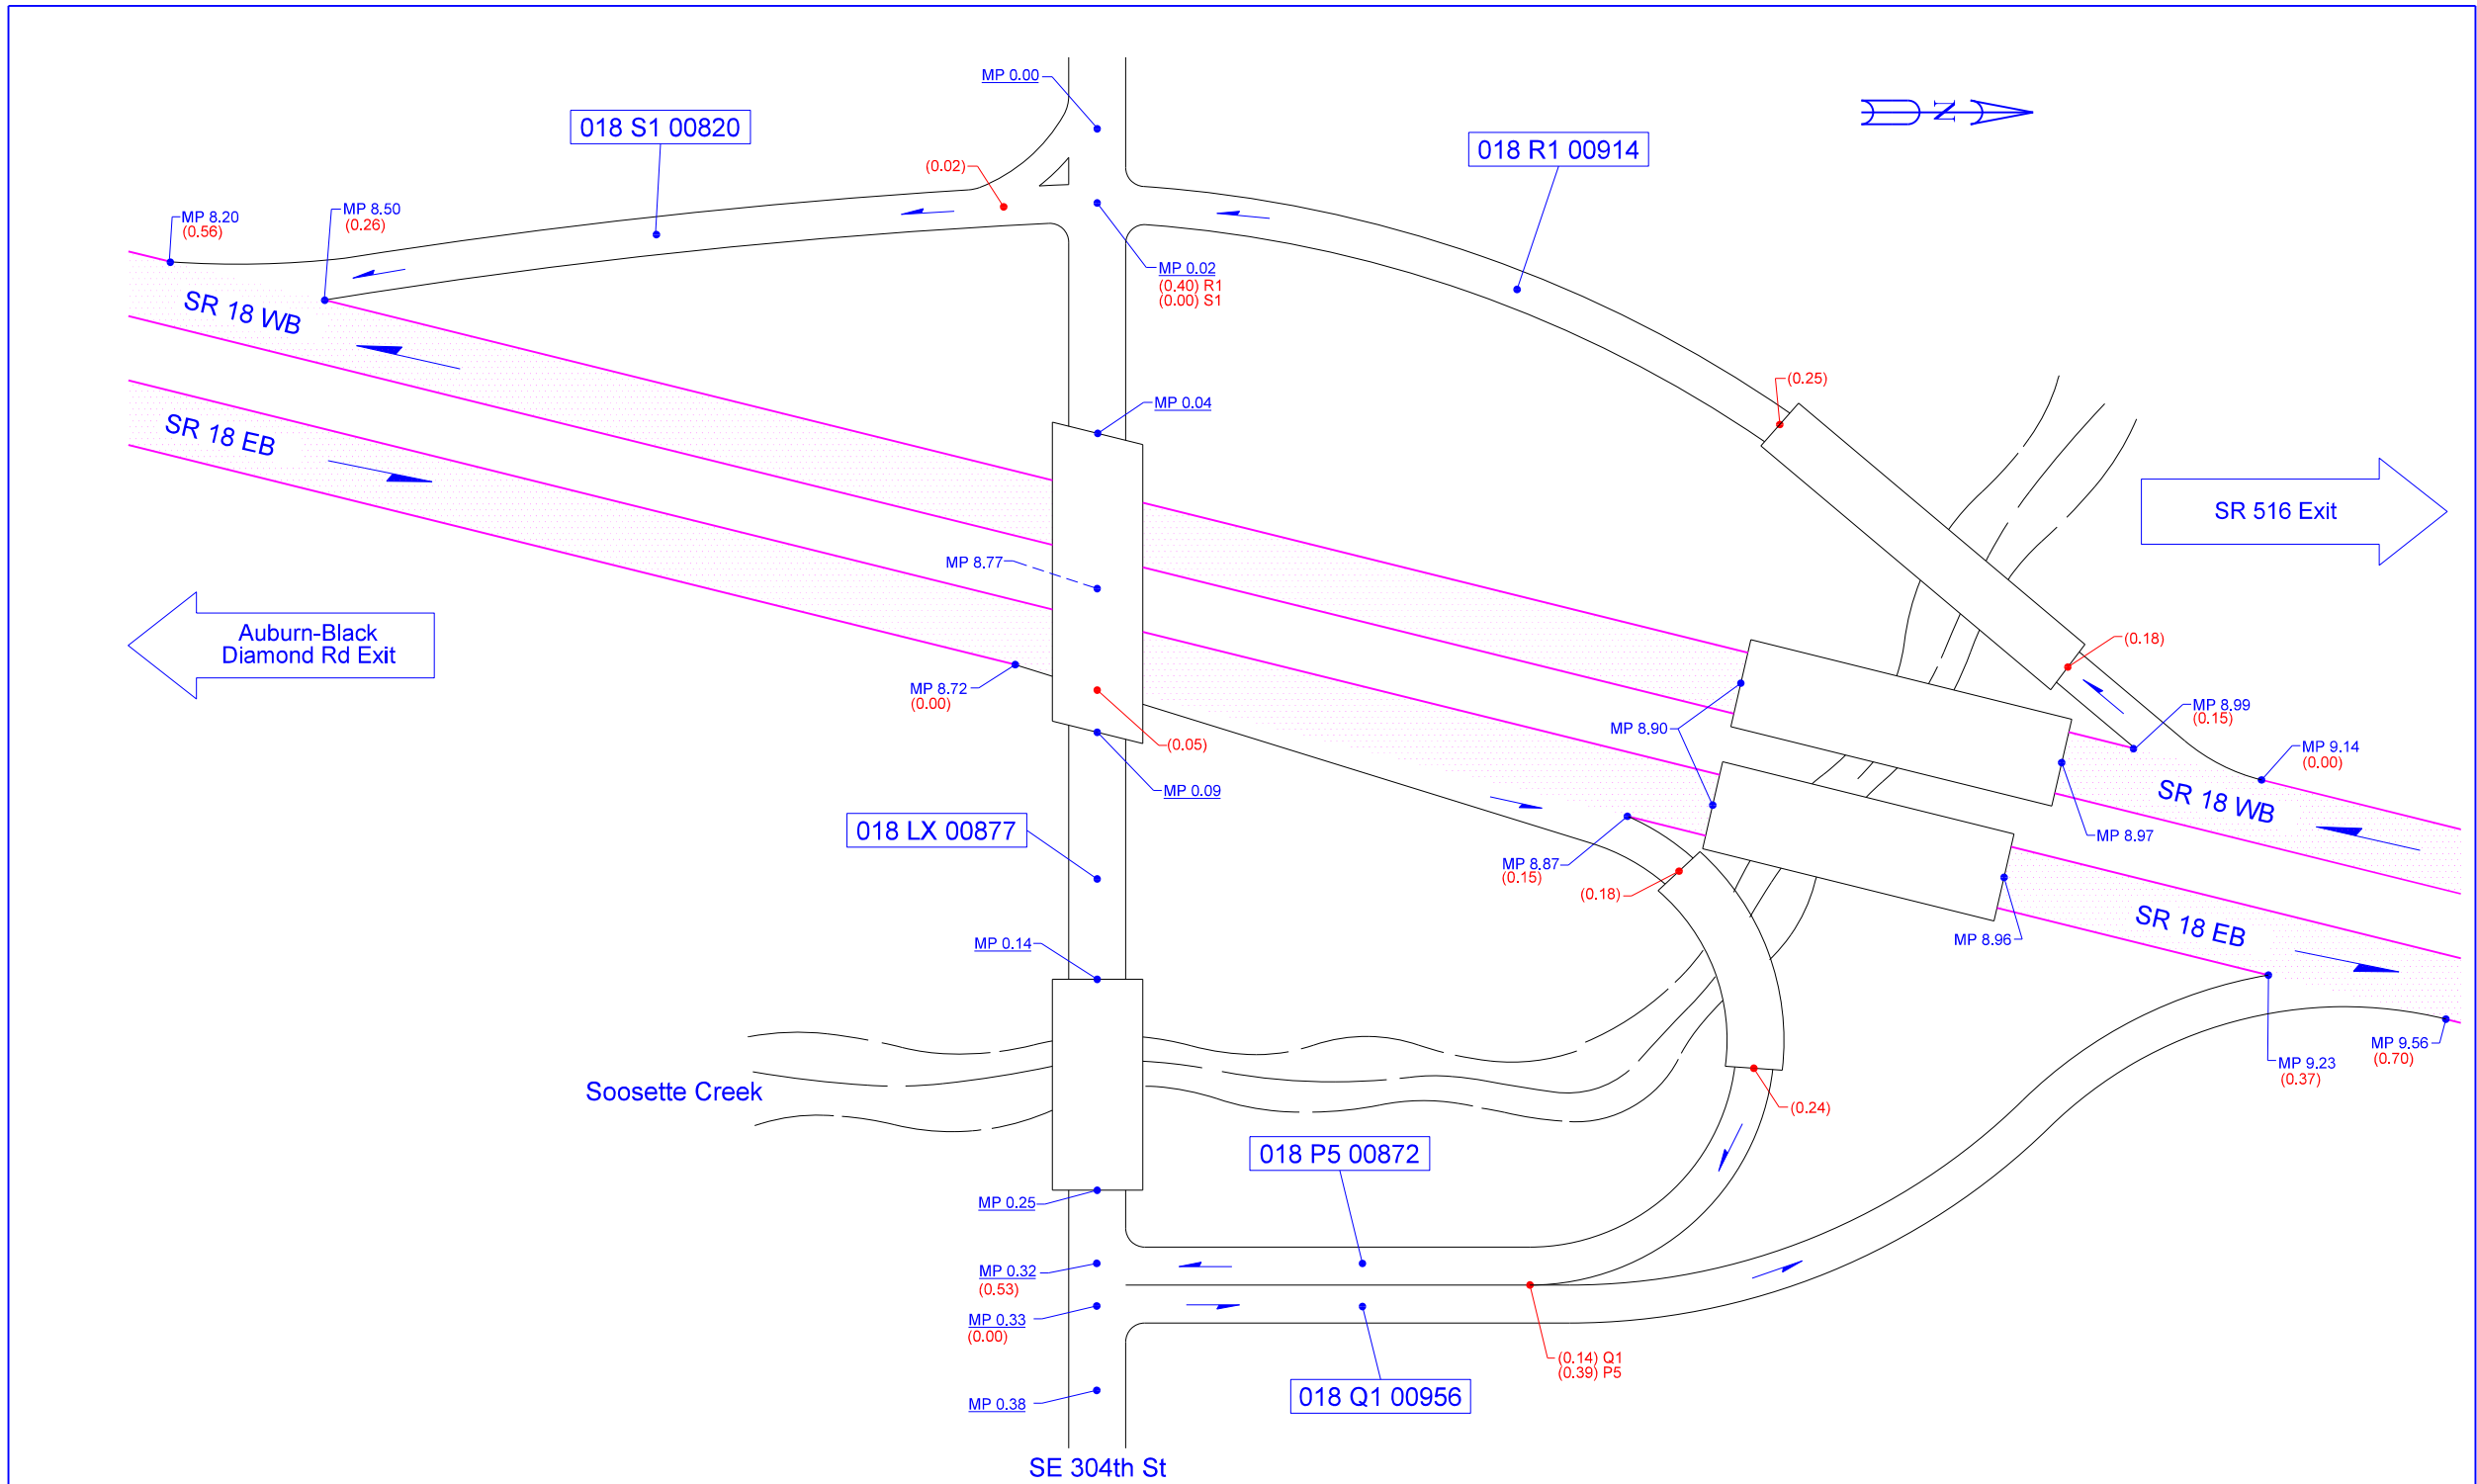 MP 0.00
N
018 S1 00820
018 R1 00914
(0.02)
MP 8.20
(0.56)
MP 8.50
(0.26)
MP 0.02
(0.40) R1
(0.00) S1
SR 18 WB
(0.25)
MP 0.04
SR 18 EB
SR 516 Exit
MP 8.77
Auburn-Black
Diamond Rd Exit
(0.18)
MP 8.72
(0.00)
MP 8.99
(0.15)
MP 8.90
(0.05)
MP 9.14
(0.00)
MP 0.09
SR 18 WB
018 LX 00877
MP 8.97
MP 8.87
(0.15)
(0.18)
SR 18 EB
MP 0.14
MP 8.96
MP 9.56
(0.70)
MP 9.23
(0.37)
Soosette Creek
(0.24)
018 P5 00872
MP 0.25
MP 0.32
(0.53)
MP 0.33
(0.00)
(0.14) Q1
(0.39) P5
018 Q1 00956
MP 0.38
SE 304th St